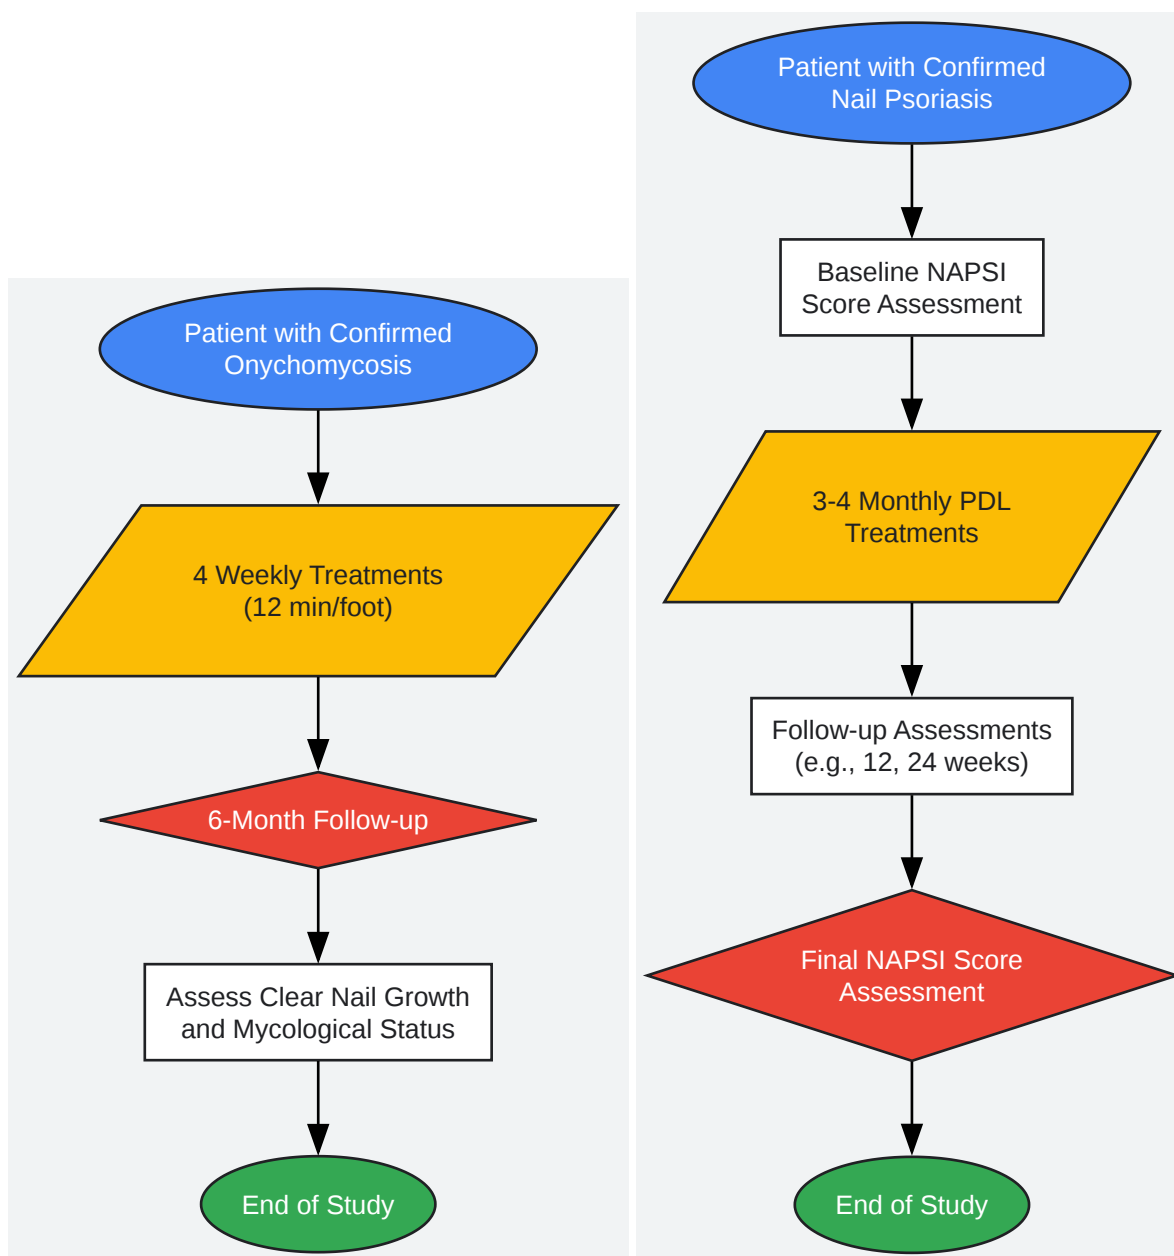 Patient with Confirmed
Onychomycosis
4 Weekly Treatments
(12 min/foot)
6-Month Follow-up
Assess Clear Nail Growth
and Mycological Status
End of Study
Patient with Confirmed
Nail Psoriasis
Baseline NAPSI
Score Assessment
3-4 Monthly PDL
Treatments
Follow-up Assessments
(e.g., 12, 24 weeks)
Final NAPSI Score
Assessment
End of Study